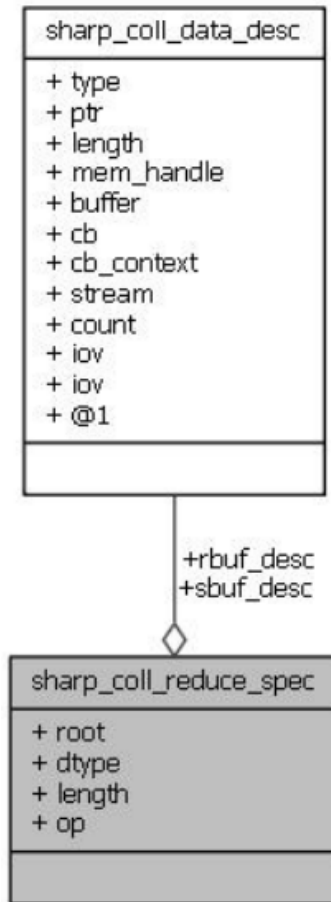 sharp_coll_data_desc
+ type
+ ptr
+ length
+ mem_handle
+ buffer
+ cb
+ cb_context
+ stream
+ count
+ iov
+ iov
+ @1
+rbuf_desc
+sbuf_desc
sharp_coll_reduce_spec
+ root
+ dtype
+ length
+ op